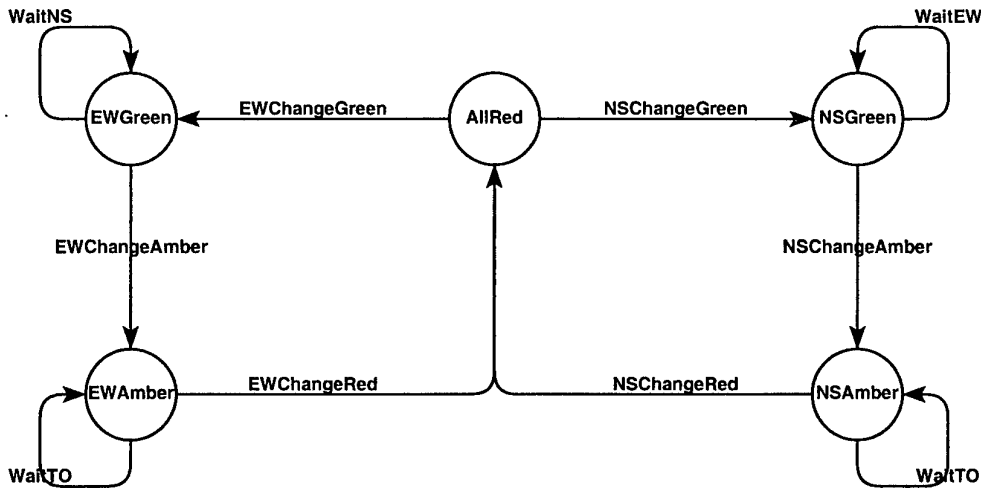 WaitNS
WaitEW
EWGreen
EWChangeGreen
AllRed
NSChangeGreen
NSGreen
EWChangeAmber
NSChangeAmber
EWAmber
EWChangeRed
NSChangeRed
NSAmber
WaitTO
WaitTO